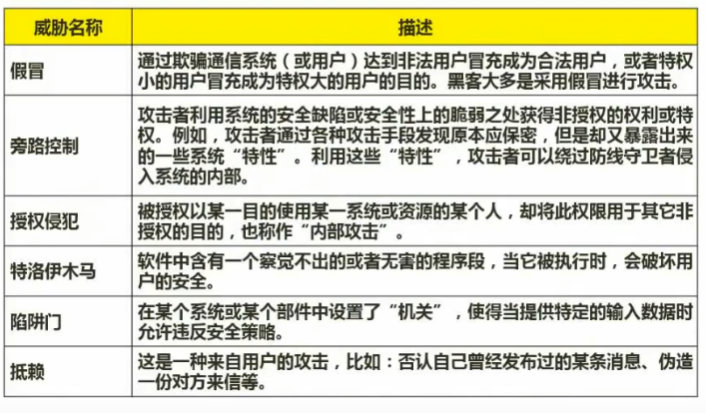 威胁名称
描述
假冒
通过欺骗通信系统（或用户）达到非法用户冒充成为合法用户，或者特权
小的用户冒充成为特权大的用户的目的。黑客大多是采用假冒进行攻击。
旁路控制
攻击者利用系统的安全缺陷或安全性上的脆弱之处获得非授权的权利或特
权。例如，攻击者通过各种攻击手段发现原本应保密，但是却又暴露出来
的一些系统“特性”。利用这些“特性”，攻击者可以绕过防线守卫者侵
入系统的内部。
授权侵犯
被授权以某一目的使用某一系统或资源的某个人，却将此权限用于其它非
授权的目的，也称作“内部攻击”。
特洛伊木马
软件中含有一个察觉不出的或者无害的程序段，当它被执行时，会破坏用
户的安全。
陷阱门
在某个系统或某个部件中设置了“机关”，使得当提供特定的输入数据时
允许违反安全策略。
抵赖
这是一种来自用户的攻击，比如：否认自己曾经发布过的某条消息、伪造
一份对方来信等。